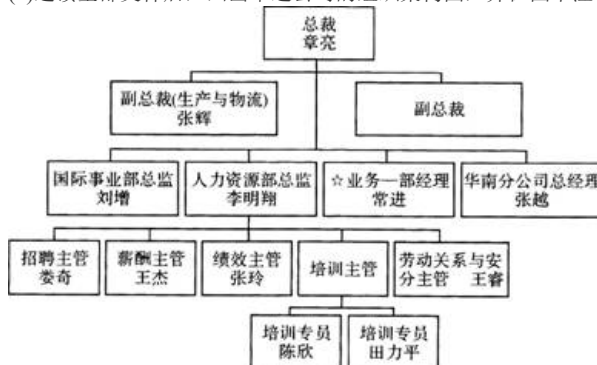 总裁
章亮
副总裁(生产与物流)
张辉
副总裁
国际事业部总监
刘增
人力资源部总监
李明翔
☆业务一部经理
常进
华南分公司总经理
张越
招聘主管
娄奇
薪酬主管
王杰
绩效主管
张玲
培训主管
劳动关系与安
分主管 王睿
培训专员
陈欣
培训专员
田力平